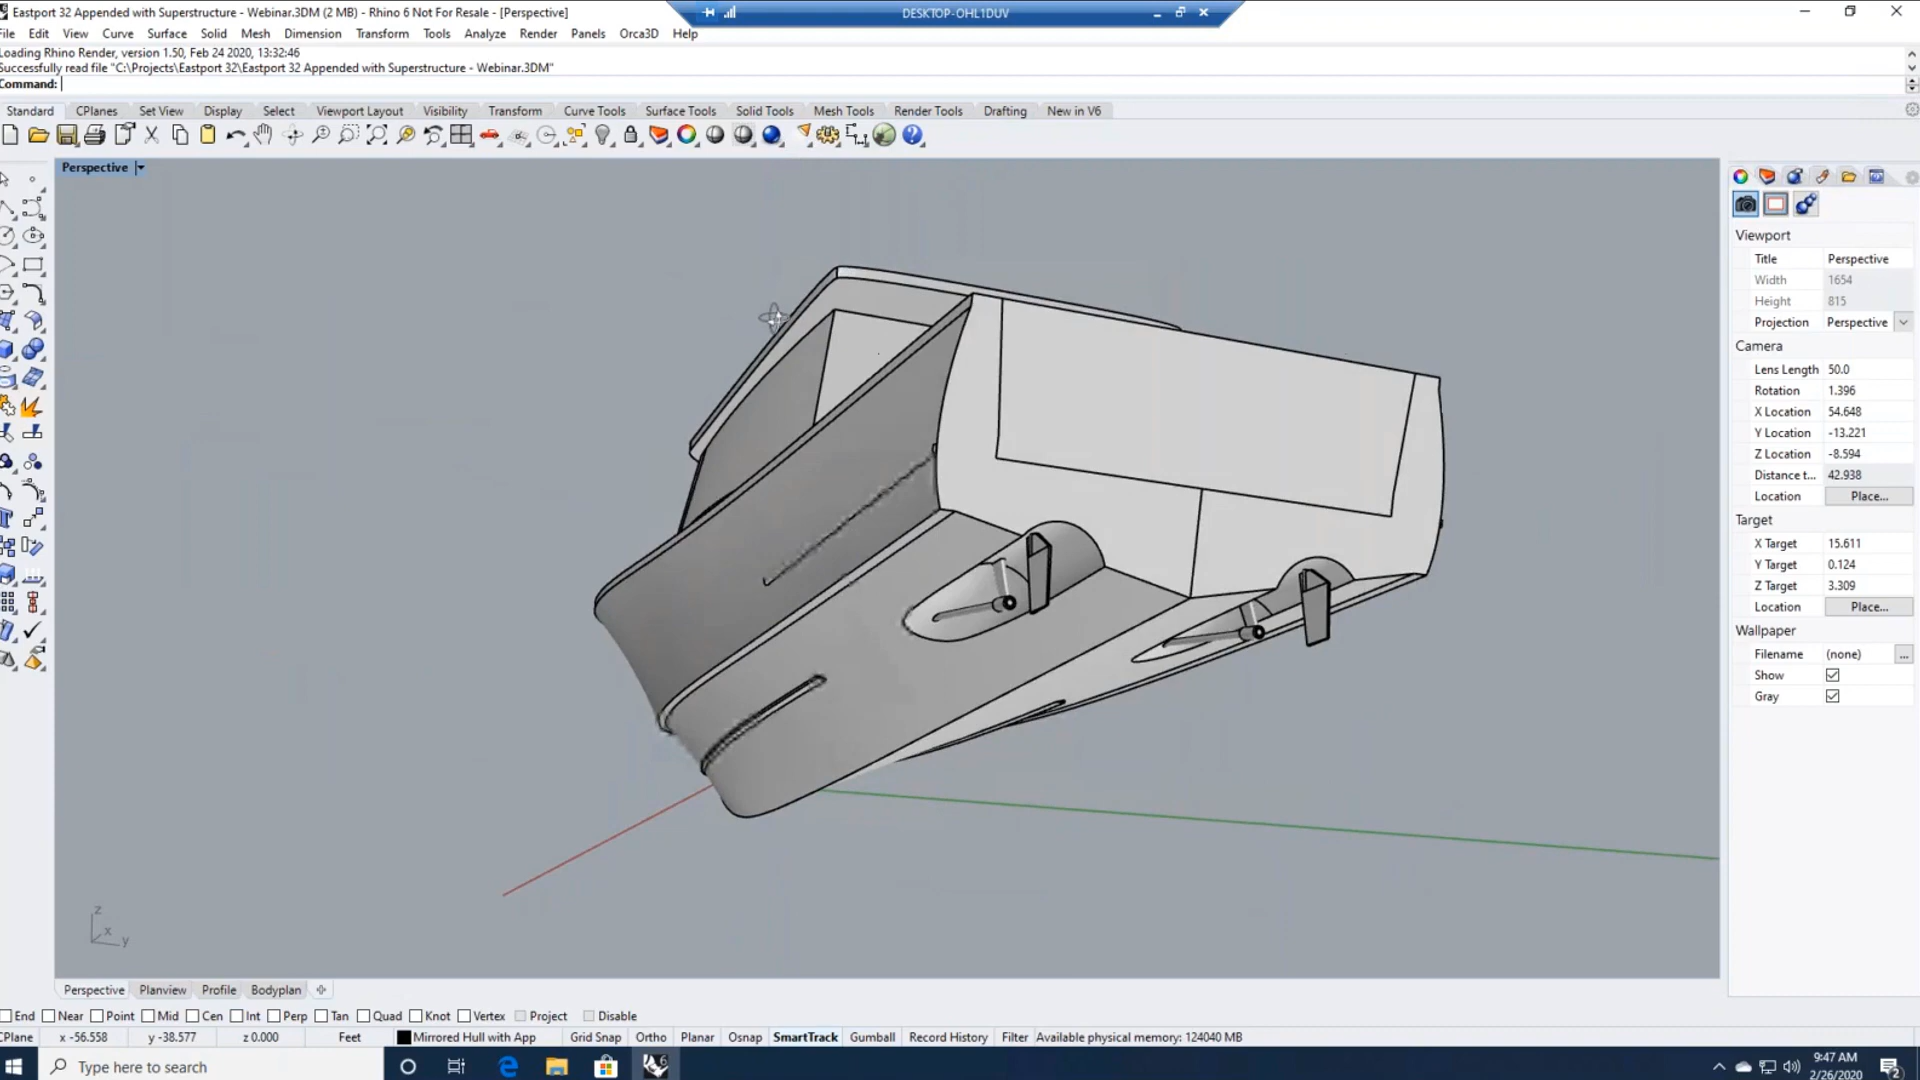 Eastport 32 Appended with Superstructure - Webinar.3DM (2 MB) - Rhino 6 Not For Resale - [Perspective]
DESKTOP-OHL1DUV
File Edit View Curve Surface Solid Mesh Dimension Transform Tools Analyze Render Panels Orca3D Help
Loading Rhino Render, version 1.50, Feb 24 2020, 13:32:46
Successfully read file "C:\Projects\Eastport 32\Eastport 32 Appended with Superstructure - Webinar.3DM"
Command:
Standard CPlanes Set View Display Select Viewport Layout Visibility Transform Curve Tools Surface Tools Solid Tools Mesh Tools Render Tools Drafting New in V6
Perspective
Viewport
Title Perspective
Width 1654
Height 815
Projection Perspective
Camera
Lens Length 50.0
Rotation 1.396
X Location 54.648
Y Location -13.221
Z Location -8.594
Distance t... 42.938
Location Place...
Target
X Target 15.611
Y Target 0.124
Z Target 3.309
Location Place...
Wallpaper
Filename (none) ...
Show
Gray
z
x
y
Perspective Planview Profile Bodyplan
End Near Point Mid Cen Int Perp Tan Quad Knot Vertex Project Disable
CPlane x -56.558 y -38.577 z 0.000 Feet Mirrored Hull with App Grid Snap Ortho Planar Osnap SmartTrack Gumball Record History Filter Available physical memory: 124040 MB
Type here to search
9:47 AM
2/26/2020
2